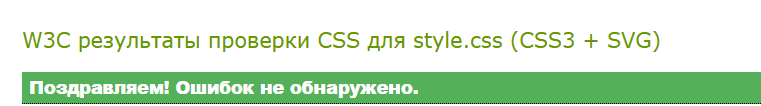 W3C результаты проверки CSS для style.css (CSS3 + SVG)
Поздравляем! Ошибок не обнаружено.